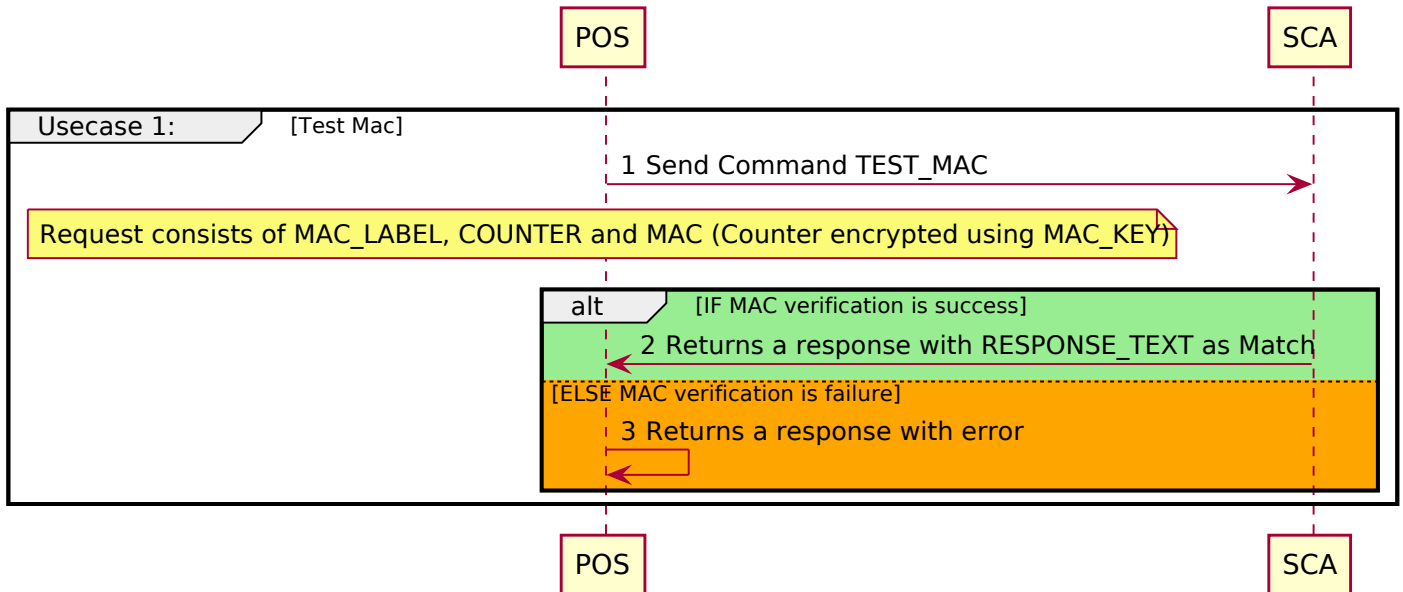 POS
SCA
Usecase 1:
[Test Mac]
1 Send Command TEST_MAC
Request consists of MAC_LABEL, COUNTER and MAC (Counter encrypted using MAC_KEY)
alt
[IF MAC verification is success]
2 Returns a response with RESPONSE_TEXT as Match
[ELSE MAC verification is failure]
3 Returns a response with error
POS
SCA